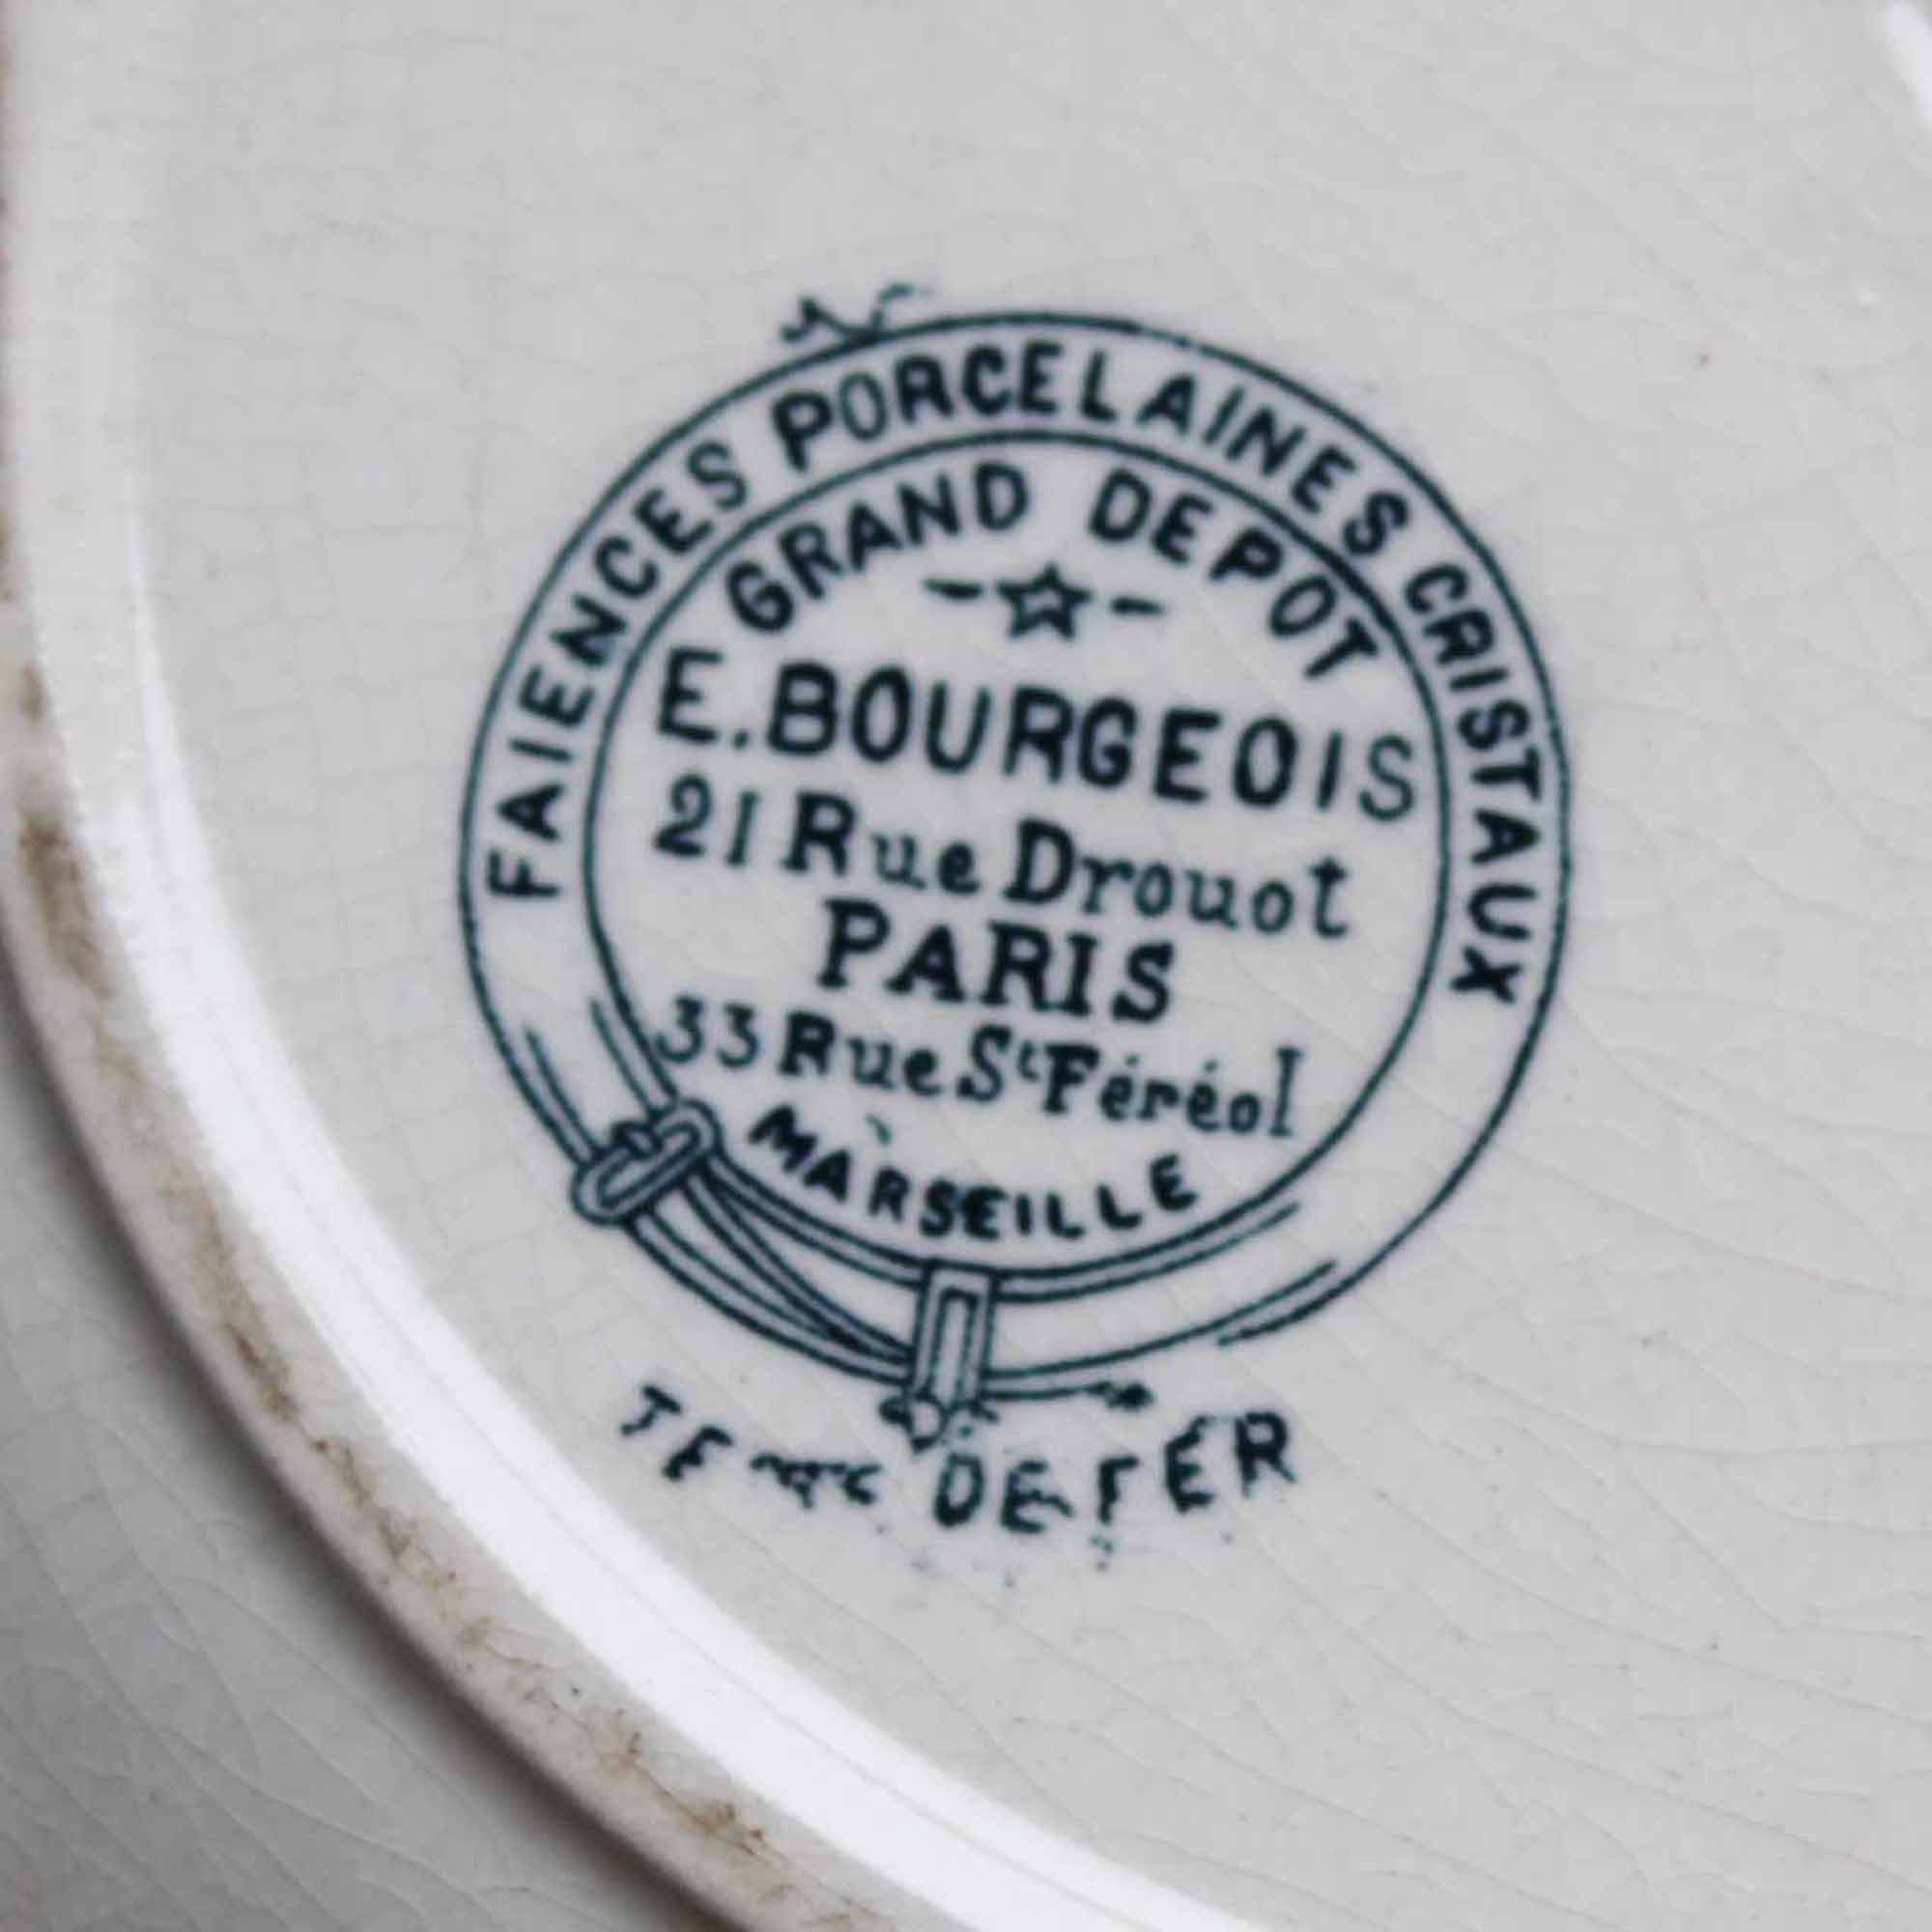 FAIENCES PORCELAINES CRISTAUX
GRAND DEPOT
E. BOURGEOIS
21 Rue Drouot
PARIS
33 Rue St Féréol
MARSEILLE
DE FER